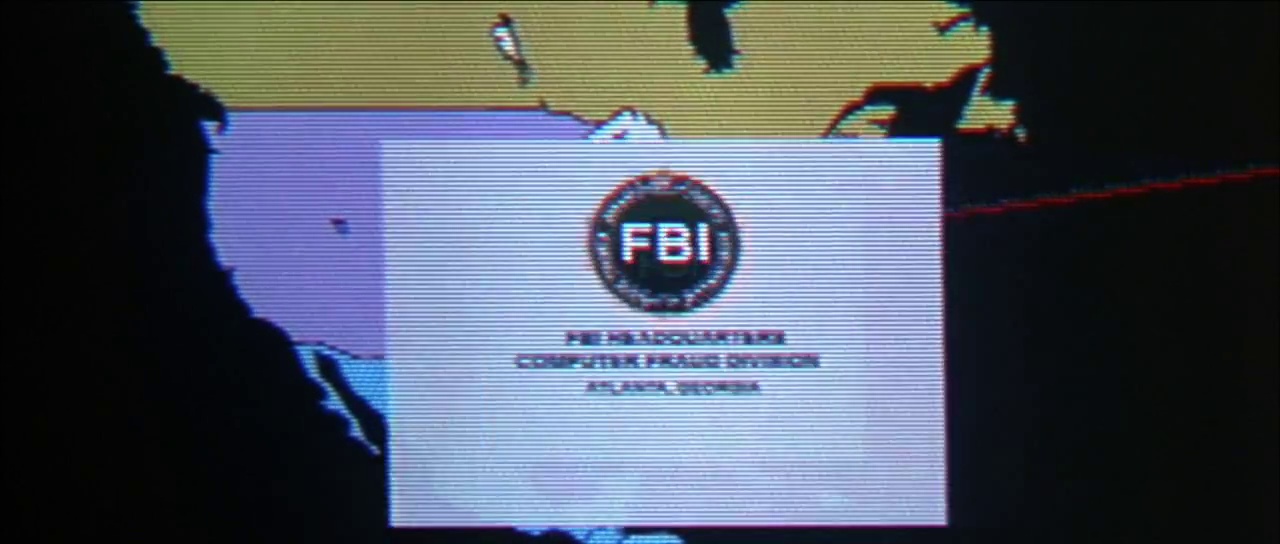 FBI
FBI HEADQUARTERS
COMPUTER FRAUD DIVISION
ATLANTA, GEORGIA